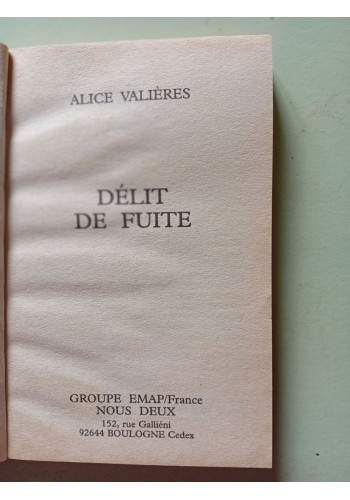 ALICE VALIÈRES
DÉLIT
DE FUITE
GROUPE EMAP/France
NOUS DEUX
152, rue Galliéni
92644 BOULOGNE Cedex